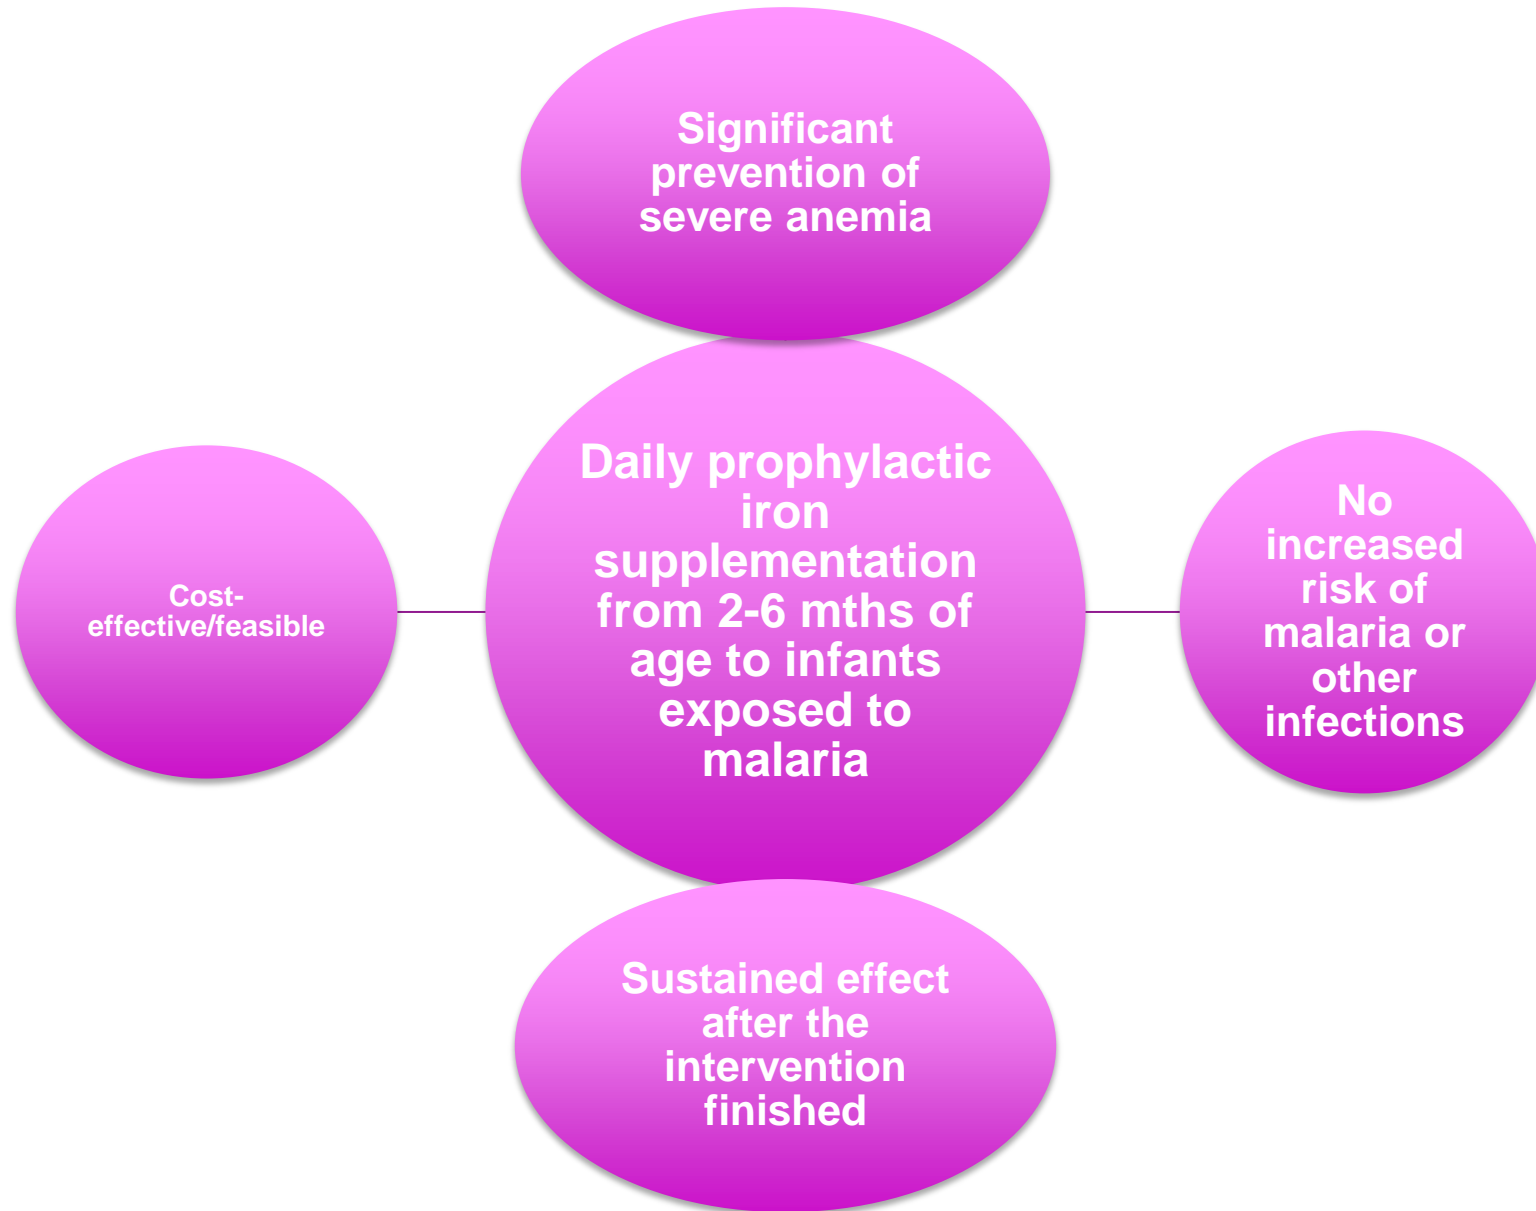 Significant
prevention of
severe anemia
Daily prophylactic
iron
supplementation
from 2-6 mths of
age to infants
exposed to
malaria
Cost-
effective/feasible
No
increased
risk of
malaria or
other
infections
Sustained effect
after the
intervention
finished